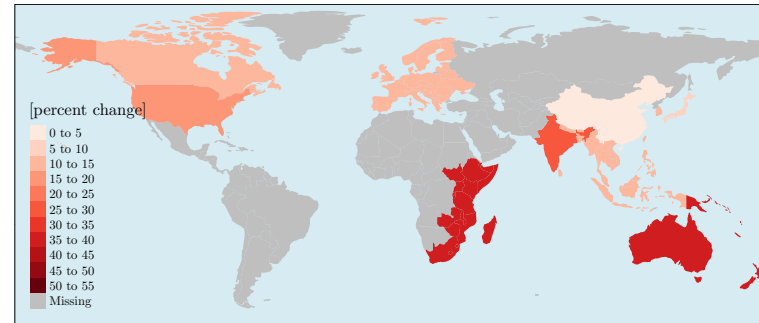 [percent change]
0 to 5
5 to 10
10 to 15
15 to 20
20 to 25
25 to 30
30 to 35
35 to 40
40 to 45
45 to 50
50 to 55
Missing